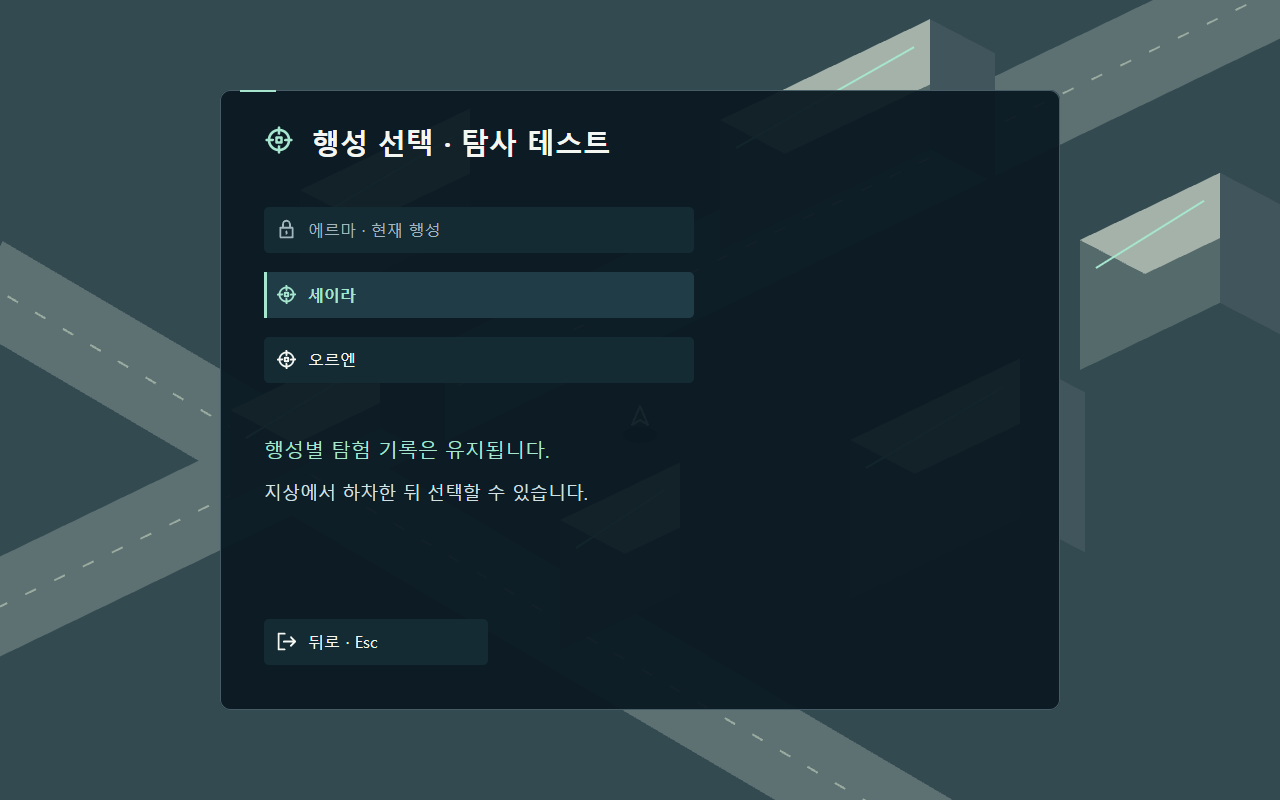 행성 선택 · 탐사 테스트
에르마 · 현재 행성
세이라
오르엔
행성별 탐험 기록은 유지됩니다.
지상에서 하차한 뒤 선택할 수 있습니다.
뒤로 · Esc